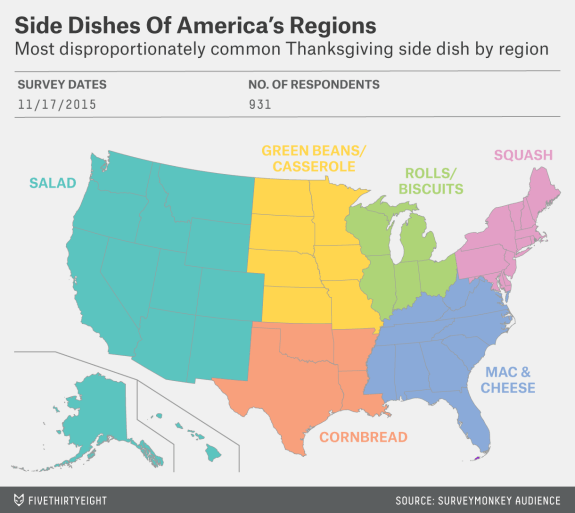 Side Dishes Of America's Regions
Most disproportionately common Thanksgiving side dish by region
SURVEY DATES
11/17/2015
NO. OF RESPONDENTS
931
SALAD
GREEN BEANS/
CASSEROLE
ROLLS/
BISCUITS
SQUASH
MAC &
CHEESE
CORNBREAD
FIVETHIRTYEIGHT
SOURCE: SURVEYMONKEY AUDIENCE